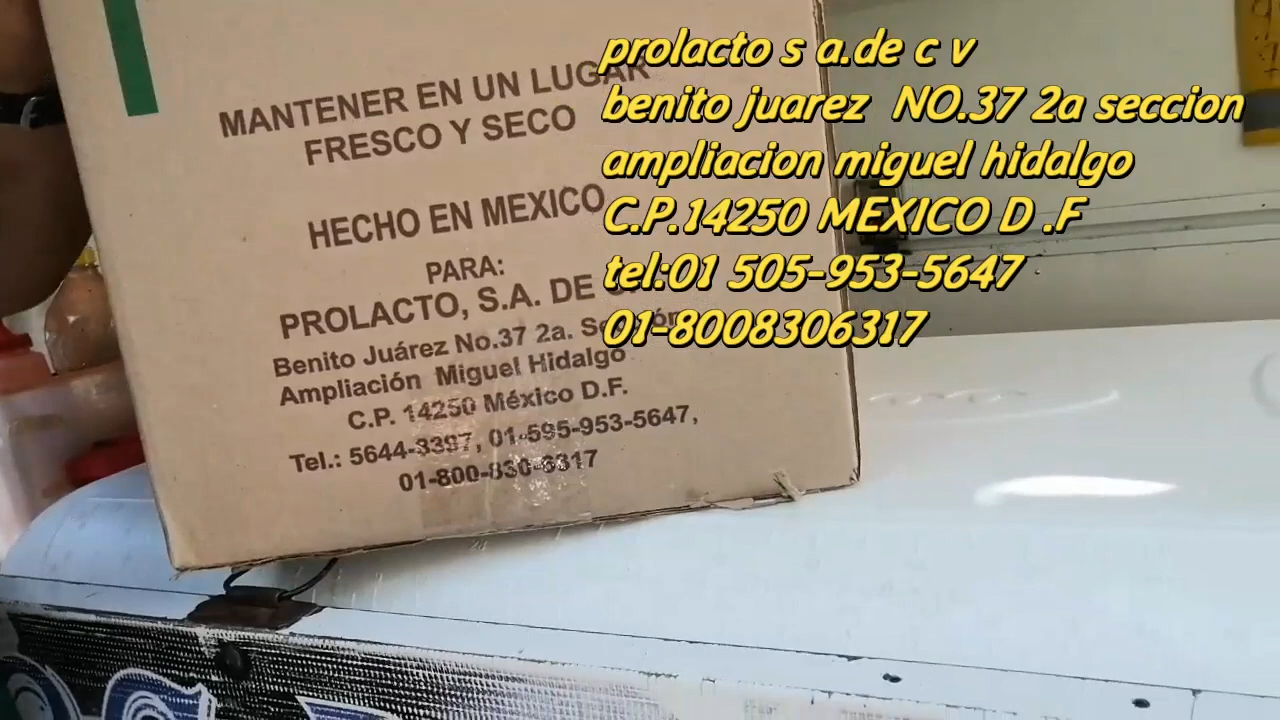 MANTENER EN UN LUGAR
FRESCO Y SECO
HECHO EN MEXICO
PARA:
PROLACTO, S.A. DE
Benito Juárez No.37 2a. Sección
Ampliación Miguel Hidalgo
C.P. 14250 México D.F.
Tel.: 5644-3397, 01-595-953-5647,
01-800-830-6317
prolacto s a.de c v
benito juarez NO.37 2a seccion
ampliacion miguel hidalgo
C.P.14250 MEXICO D .F
tel:01 505-953-5647
01-8008306317